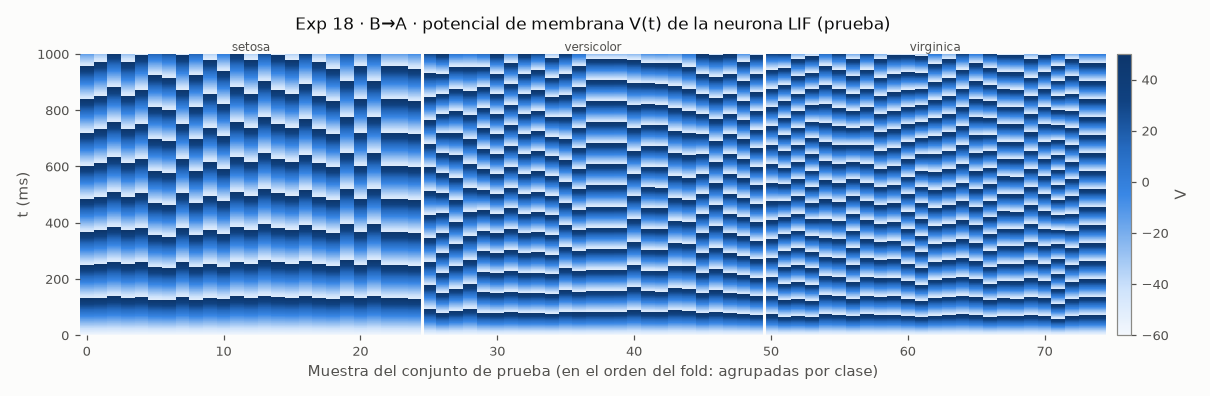 Exp 18 · B→A · potencial de membrana V(t) de la neurona LIF (prueba)
setosa
versicolor
virginica
1000
800
600
400
200
0
t (ms)
0
10
20
30
40
50
60
70
Muestra del conjunto de prueba (en el orden del fold: agrupadas por clase)
40
20
0
−20
−40
−60
V